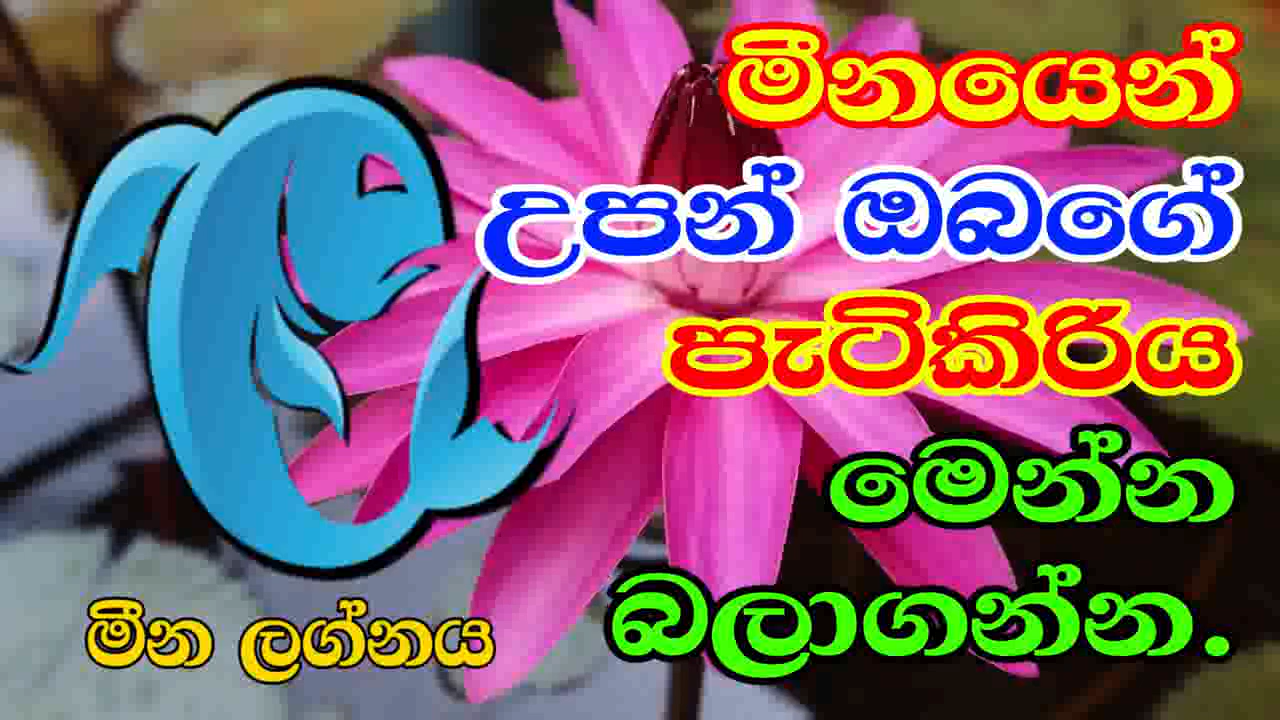 මීනයෙන්
උපන් ඔබගේ
පැටිකිරිය
මෙන්න
බලාගන්න.
මීන ලග්නය